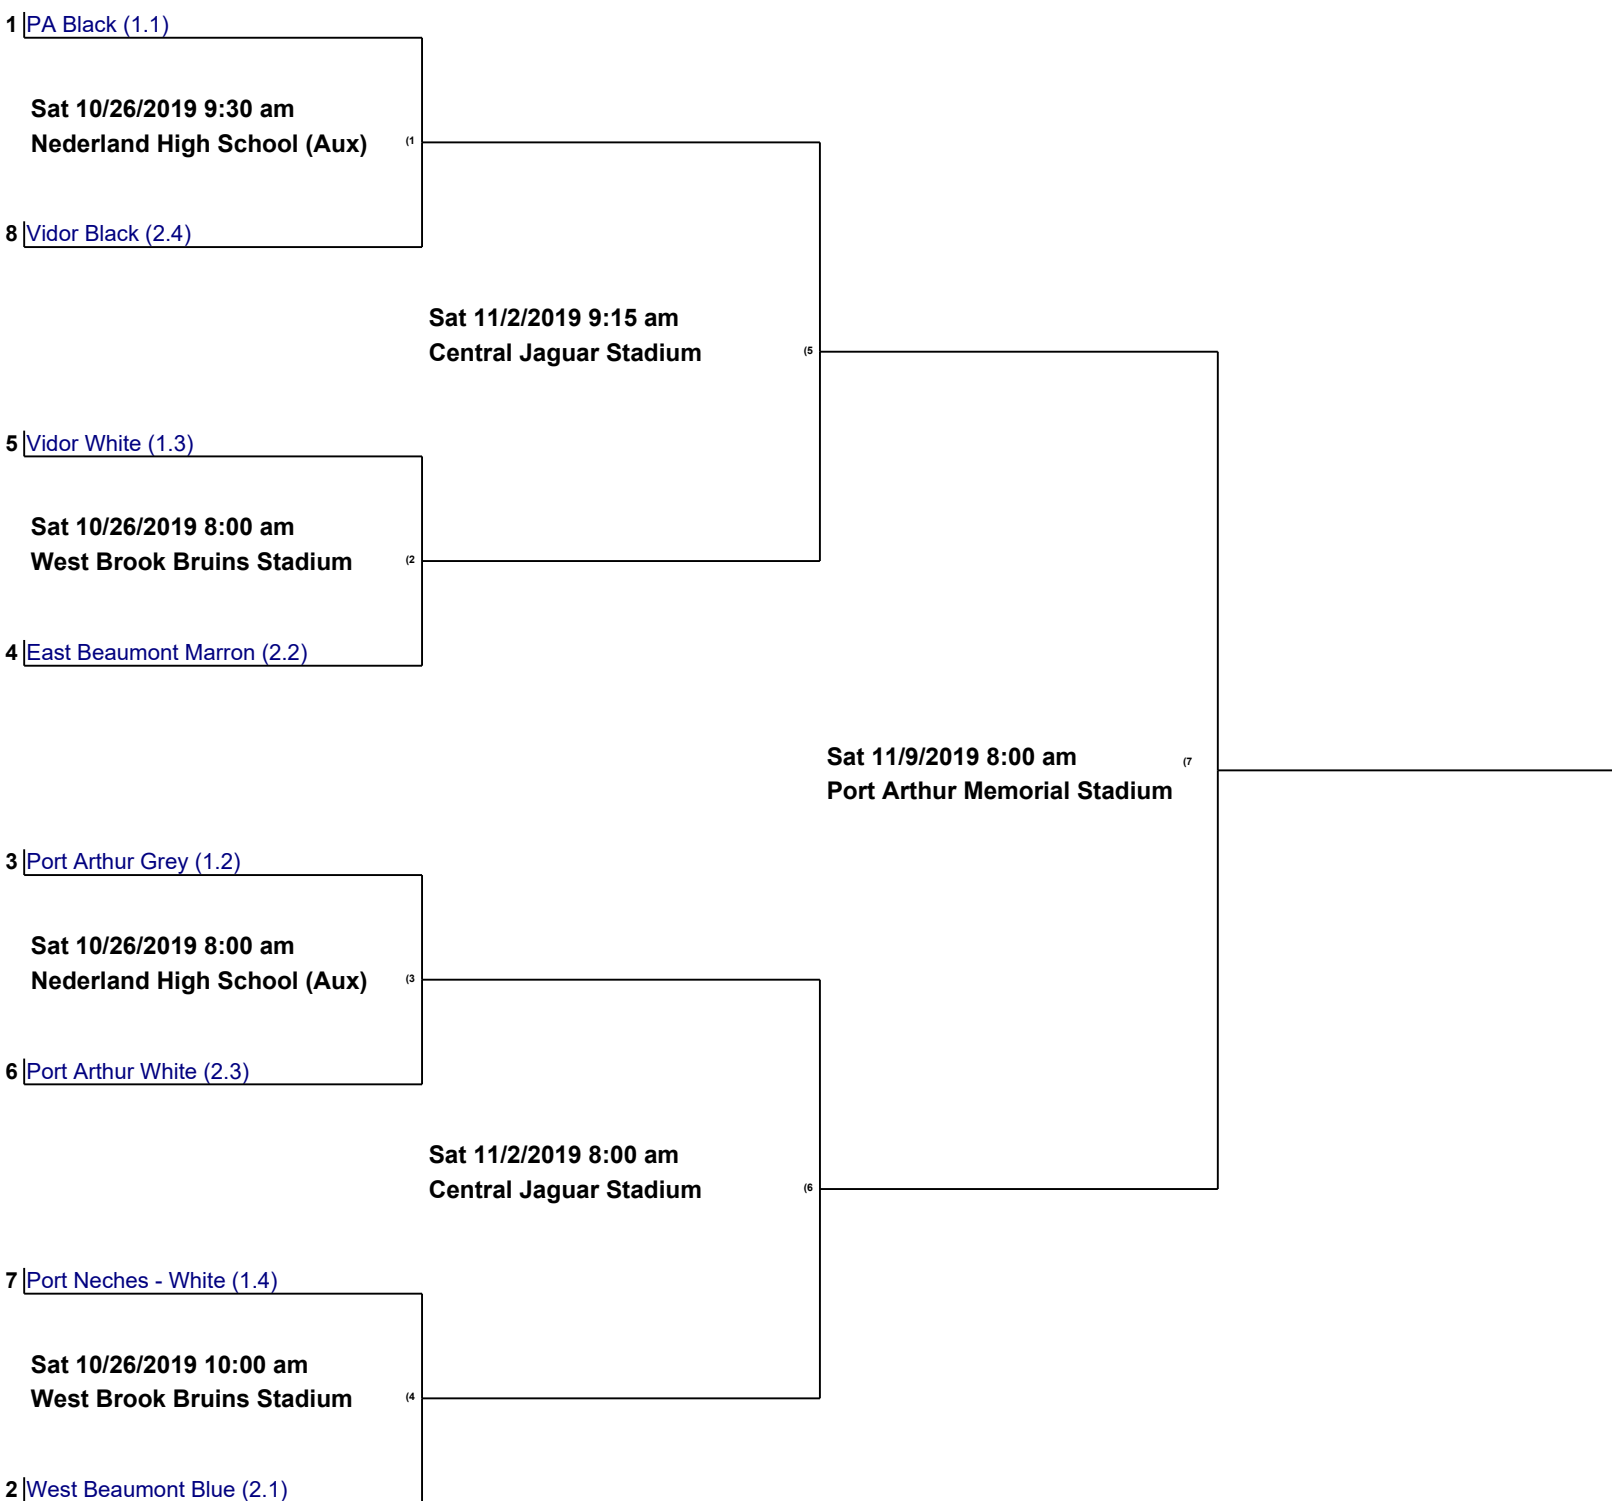 1 PA Black (1.1)
Sat 10/26/2019 9:30 am
Nederland High School (Aux) (1
8 Vidor Black (2.4)
Sat 11/2/2019 9:15 am
Central Jaguar Stadium (5
5 Vidor White (1.3)
Sat 10/26/2019 8:00 am
West Brook Bruins Stadium (2
4 East Beaumont Marron (2.2)
Sat 11/9/2019 8:00 am (7
Port Arthur Memorial Stadium
3 Port Arthur Grey (1.2)
Sat 10/26/2019 8:00 am
Nederland High School (Aux) (3
6 Port Arthur White (2.3)
Sat 11/2/2019 8:00 am
Central Jaguar Stadium (6
7 Port Neches - White (1.4)
Sat 10/26/2019 10:00 am
West Brook Bruins Stadium (4
2 West Beaumont Blue (2.1)